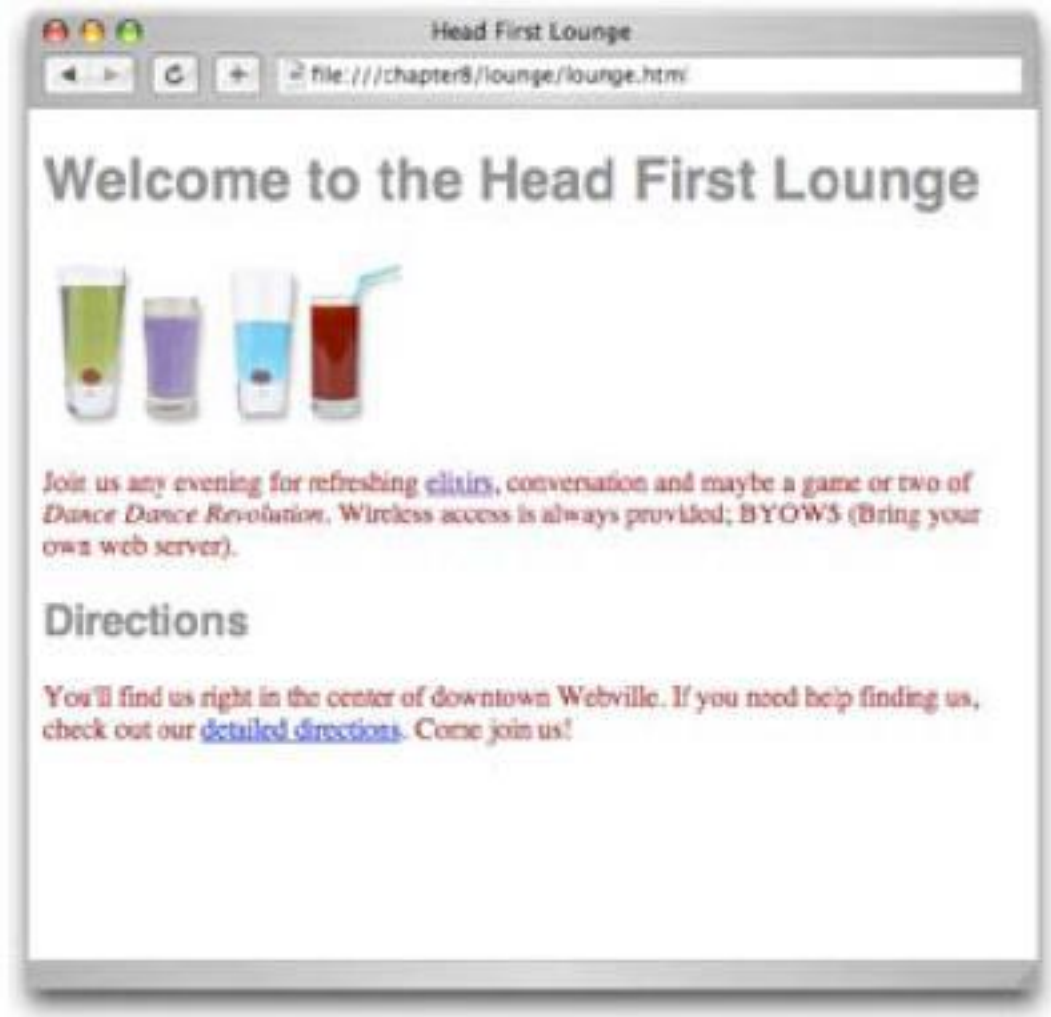 Head First Lounge
file:///chapter8/lounge/lounge.html
Welcome to the Head First Lounge
Join us any evening for refreshing elixirs, conversation and maybe a game or two of
Dance Dance Revolution. Wireless access is always provided; BYOWS (Bring your
own web server).
Directions
You'll find us right in the center of downtown Webville. If you need help finding us,
check out our detailed directions. Come join us!